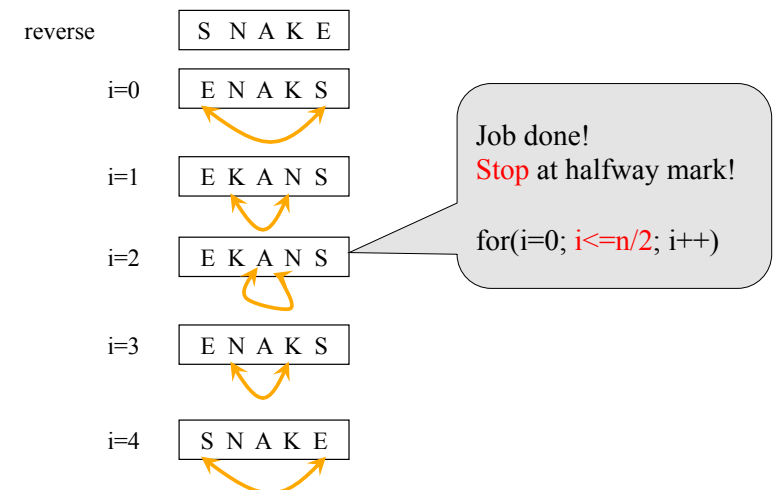 reverse S N A K E
i=0 E N A K S
i=1 E K A N S
i=2 E K A N S
i=3 E N A K S
i=4 S N A K E
Job done!
Stop at halfway mark!
for(i=0; i<=n/2; i++)